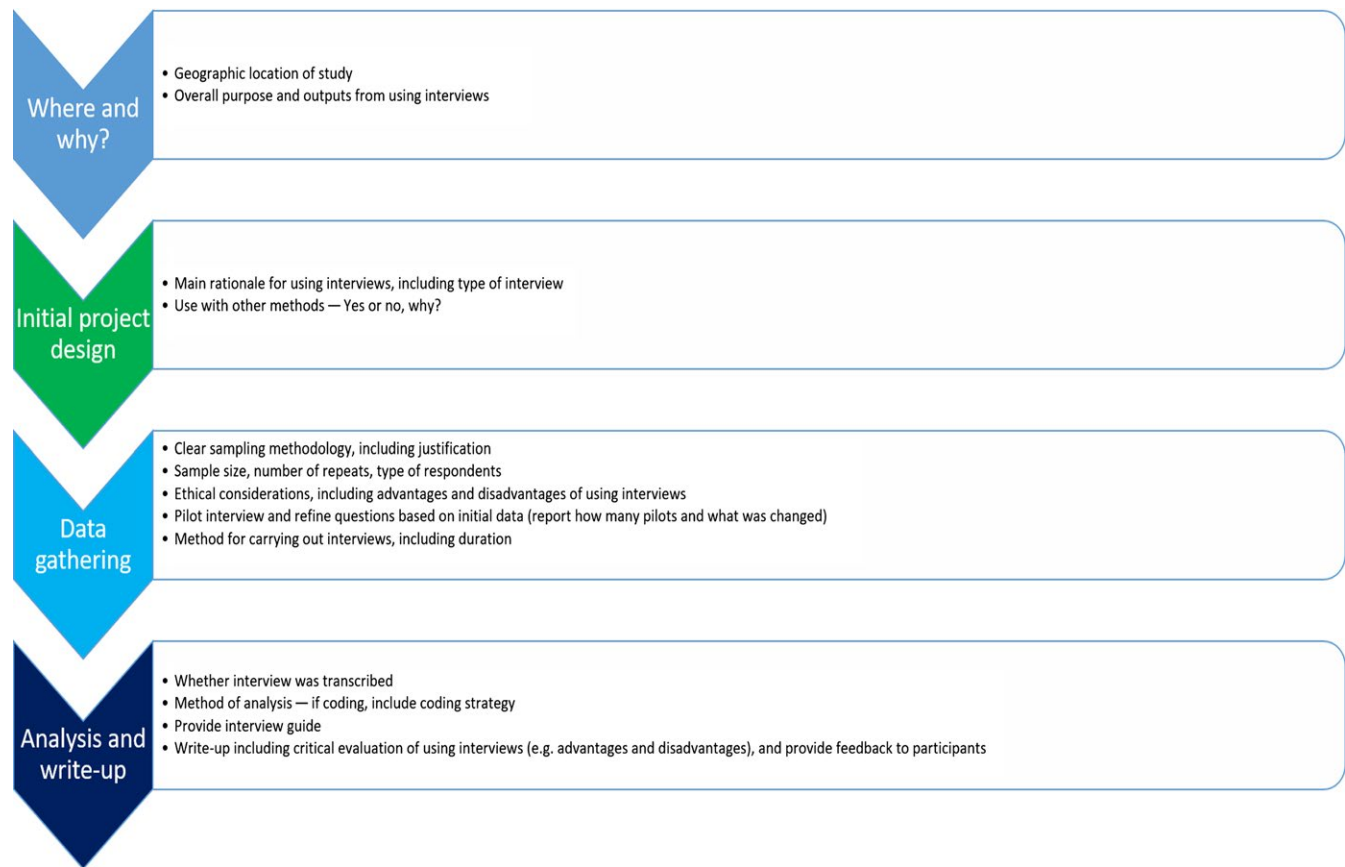 Where and
why?
• Geographic location of study
• Overall purpose and outputs from using interviews
Initial project
design
• Main rationale for using interviews, including type of interview
• Use with other methods — Yes or no, why?
Data
gathering
• Clear sampling methodology, including justification
• Sample size, number of repeats, type of respondents
• Ethical considerations, including advantages and disadvantages of using interviews
• Pilot interview and refine questions based on initial data (report how many pilots and what was changed)
• Method for carrying out interviews, including duration
Analysis and
write-up
• Whether interview was transcribed
• Method of analysis — if coding, include coding strategy
• Provide interview guide
• Write-up including critical evaluation of using interviews (e.g. advantages and disadvantages), and provide feedback to participants